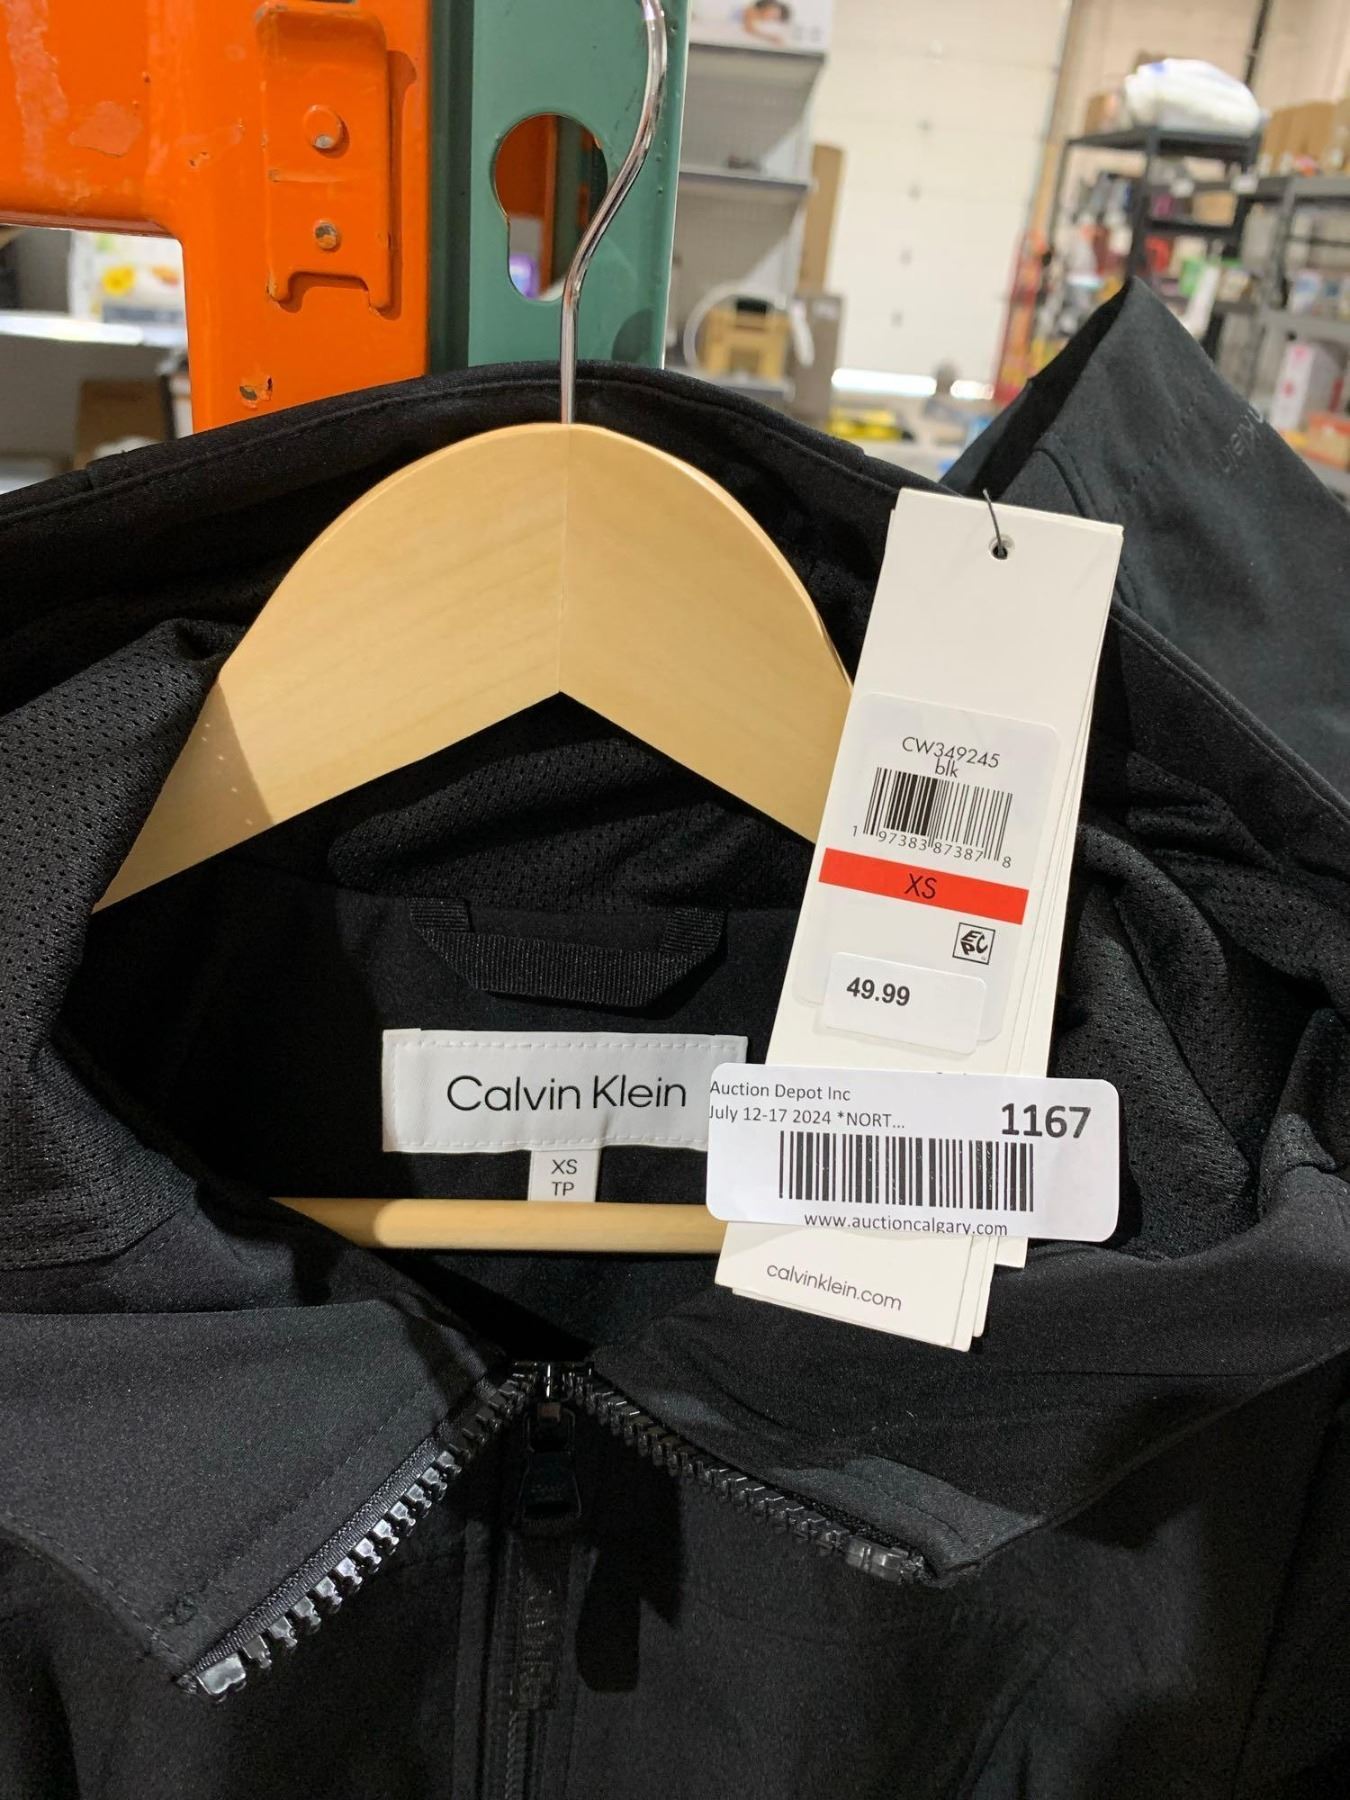 CW349245
blk
1 97383 87387 8
XS
EPC
49.99
Calvin Klein
XS
TP
Auction Depot Inc
July 12-17 2024 *NORT...
1167
www.auctioncalgary.com
calvinklein.com